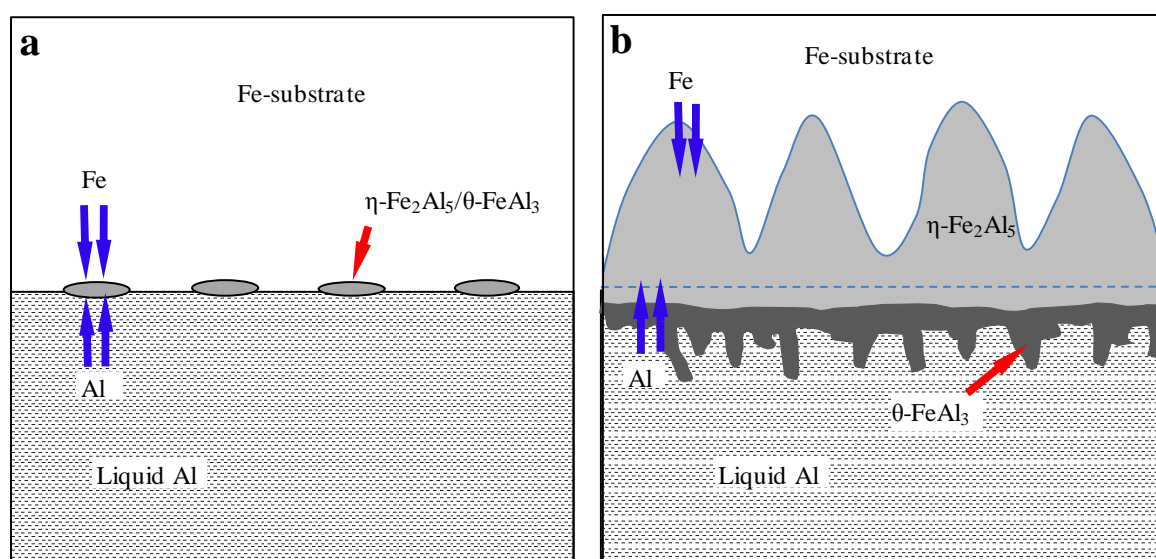 a
Fe-substrate
Fe
η-Fe₂Al₅/θ-FeAl₃
Al
Liquid Al
b
Fe-substrate
Fe
η-Fe₂Al₅
Al
θ-FeAl₃
Liquid Al